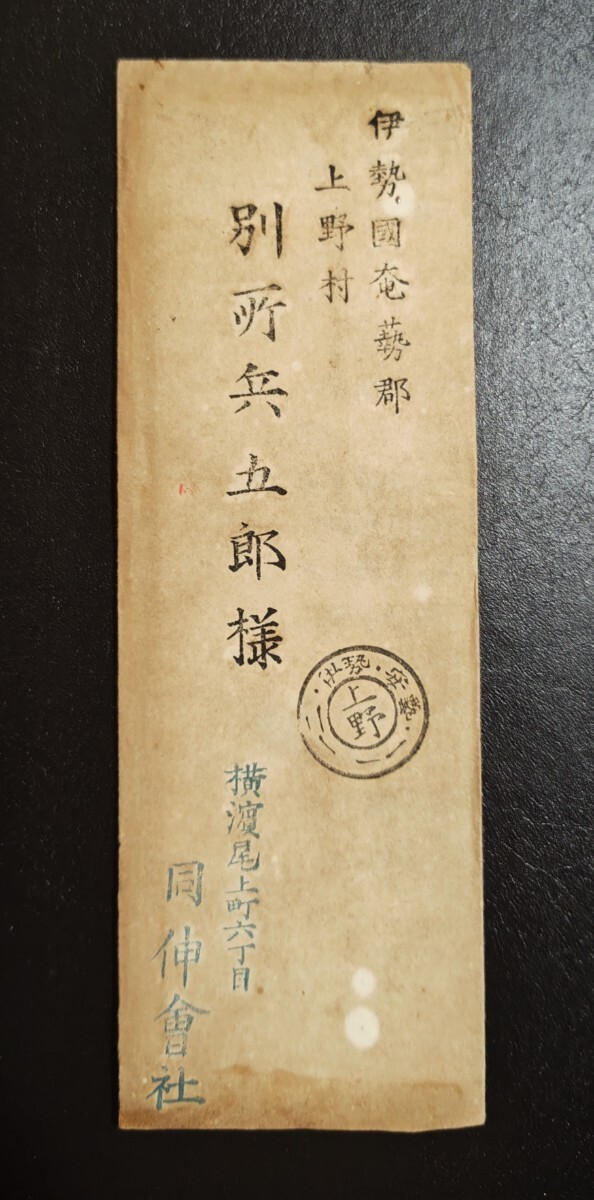 伊勢國奄藝郡
上野村
別所兵五郎様
伊勢・安藝・
上野
横濱尾上町六丁目
同伸會社